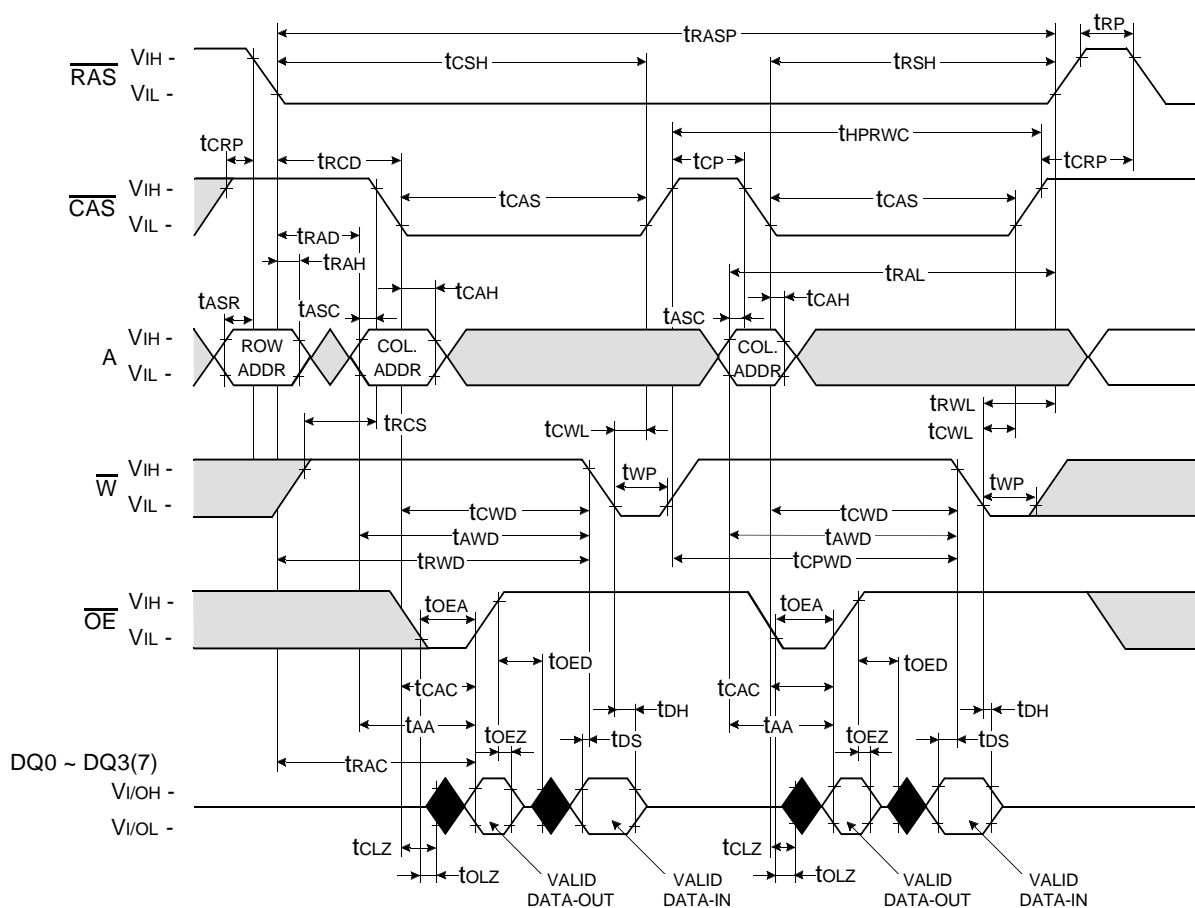 tRASP
tRP
tCSH
tRSH
RAS
VIH -
VIL -
tHPRWC
tCRP
tRCD
tCP
tCRP
CAS
VIH -
VIL -
tCAS
tCAS
tRAD
tRAH
tRAL
tCAH
tCAH
tASR
tASC
tASC
A
VIH -
VIL -
ROW
ADDR
COL.
ADDR
COL.
ADDR
tRCS
tRWL
tCWL
tCWL
W
VIH -
VIL -
tWP
tWP
tCWD
tCWD
tAWD
tAWD
tRWD
tCPWD
OE
VIH -
VIL -
tOEA
tOEA
tOED
tOED
tCAC
tCAC
tDH
tDH
tAA
tAA
tOEZ
tOEZ
tDS
tDS
tRAC
DQ0 ~ DQ3(7)
VI/OH -
VI/OL -
tCLZ
tCLZ
tOLZ
tOLZ
VALID
DATA-OUT
VALID
DATA-IN
VALID
DATA-OUT
VALID
DATA-IN